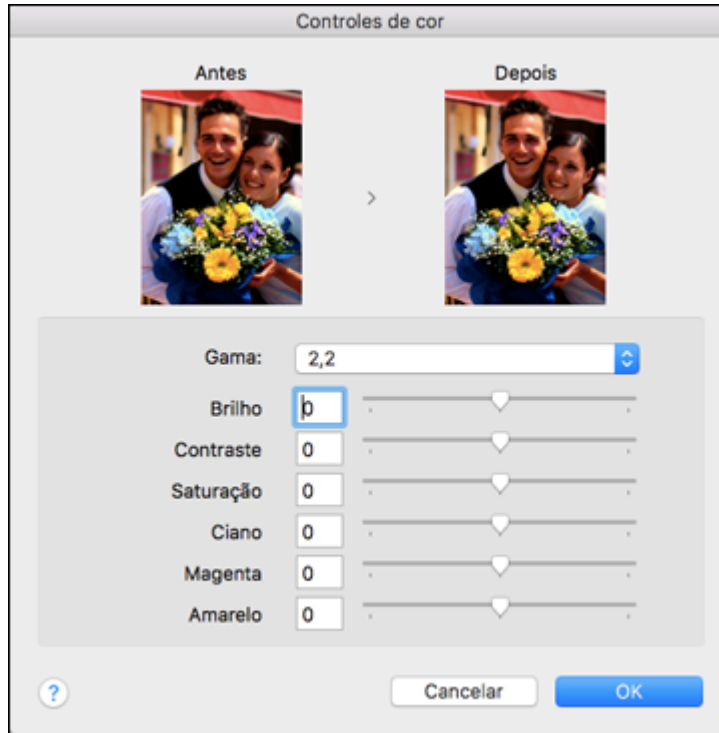 Controles de cor
Antes Depois
>
Gama: 2,2
Brilho 0
Contraste 0
Saturação 0
Ciano 0
Magenta 0
Amarelo 0
? Cancelar OK